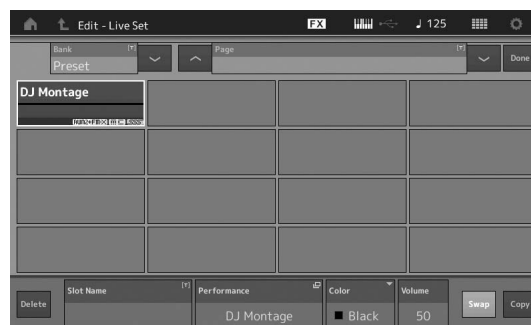 Edit - Live Set
FX
125
Bank
[T]
Preset
Page
[T]
Done
DJ Montage
Delete
Slot Name
[T]
Performance
DJ Montage
Color
Black
Volume
50
Swap
Copy